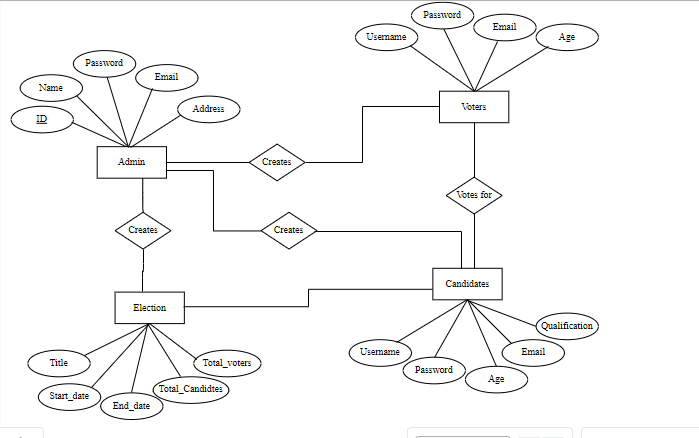 Password
Username
Email
Age
Password
Name
Email
ID
Address
Voters
Admin
Creates
Votes for
Creates
Creates
Candidates
Election
Qualification
Username
Email
Title
Total_voters
Password
Age
Start_date
Total_Candidtes
End_date